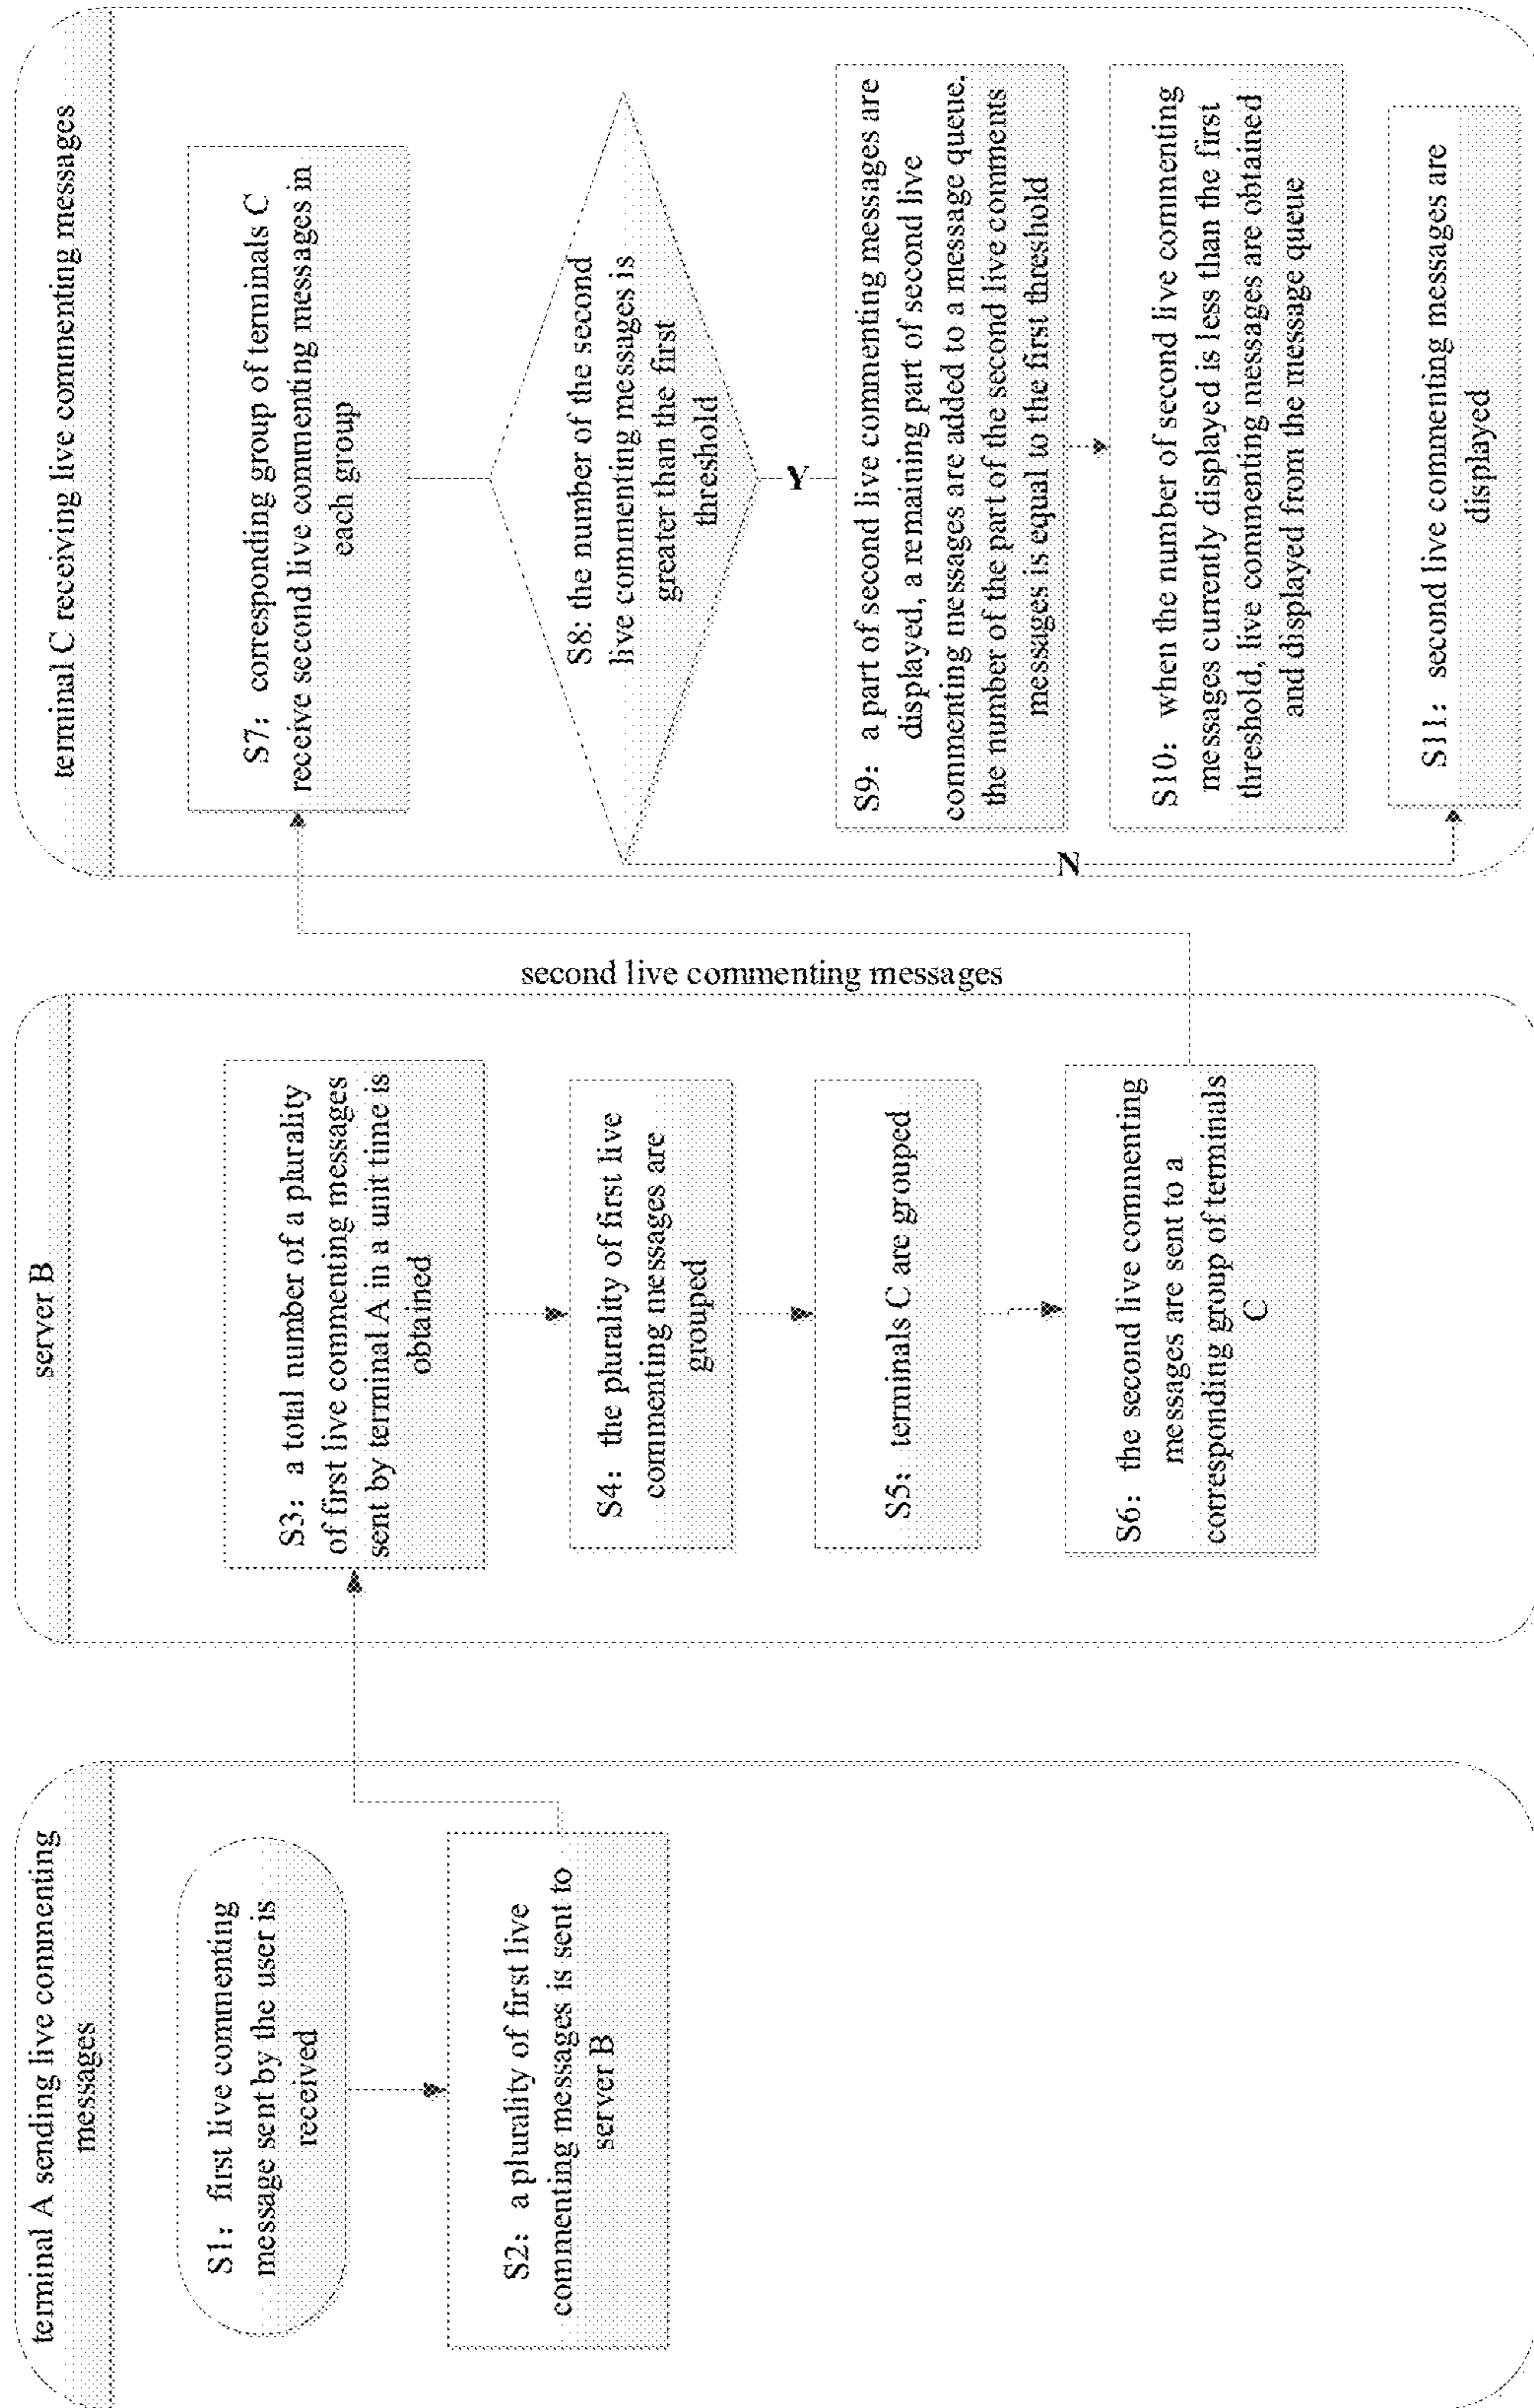 terminal A sending live commenting
messages
S1: first live commenting
message sent by the user is
received
S2: a plurality of first live
commenting messages is sent to
server B
server B
S3: a total number of a plurality
of first live commenting messages
sent by terminal A in a unit time is
obtained
S4: the plurality of first live
commenting messages are
grouped
S5: terminals C are grouped
S6: the second live commenting
messages are sent to a
corresponding group of terminals
C
second live commenting messages
terminal C receiving live commenting messages
S7: corresponding group of terminals C
receive second live commenting messages in
each group
S8: the number of the second
live commenting messages is
greater than the first
threshold
Y
S9: a part of second live commenting messages are
displayed, a remaining part of second live
commenting messages are added to a message queue,
the number of the part of the second live comments
messages is equal to the first threshold
S10: when the number of second live commenting
messages currently displayed is less than the first
threshold, live commenting messages are obtained
and displayed from the message queue
N
S11: second live commenting messages are
displayed